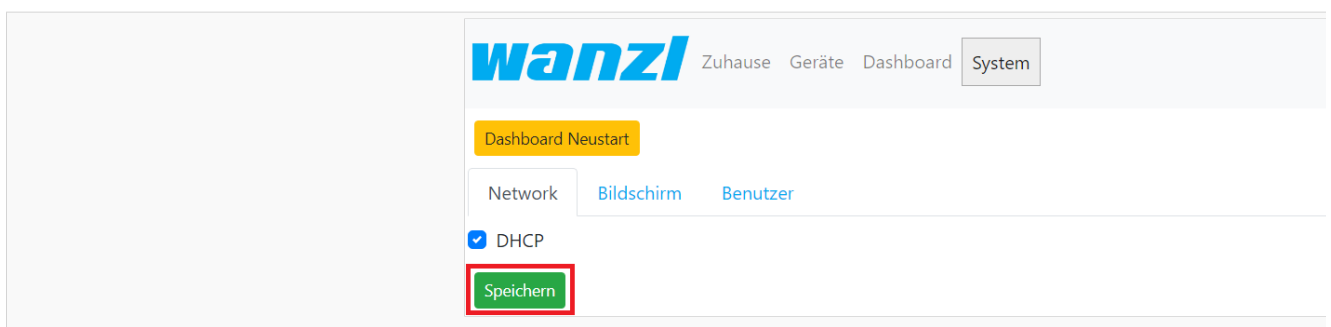 wanzl Zuhause Geräte Dashboard System
Dashboard Neustart
Network Bildschirm Benutzer
DHCP
Speichern